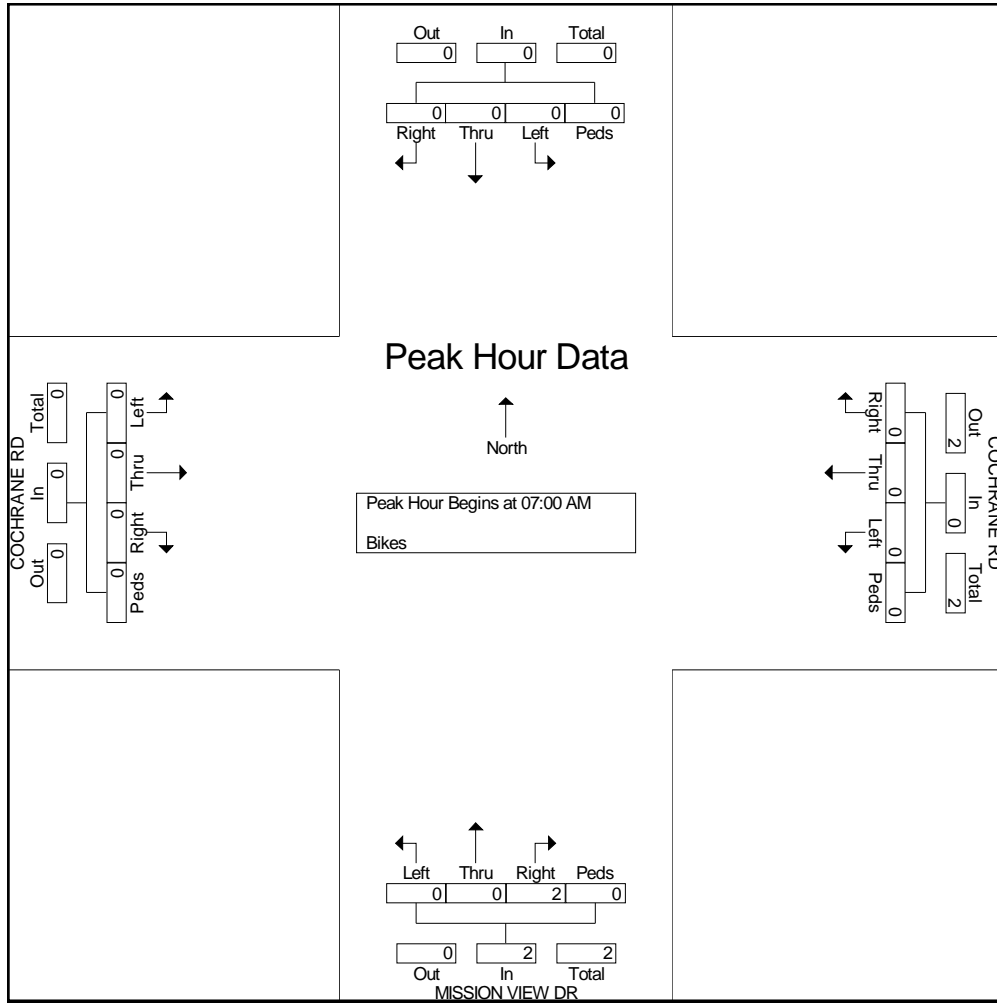 Out In Total
0 0 0
0 0 0 0
Right Thru Left Peds
Peak Hour Data
North
Peak Hour Begins at 07:00 AM
Bikes
COCHRANE RD
Total In Out
0 0 0
0 0 0 0
Left Thru Right Peds
Right Thru Left Peds
0 0 0 0
2 0 2
Out In Total
COCHRANE RD
Left Thru Right Peds
0 0 2 0
0 2 2
Out In Total
MISSION VIEW DR